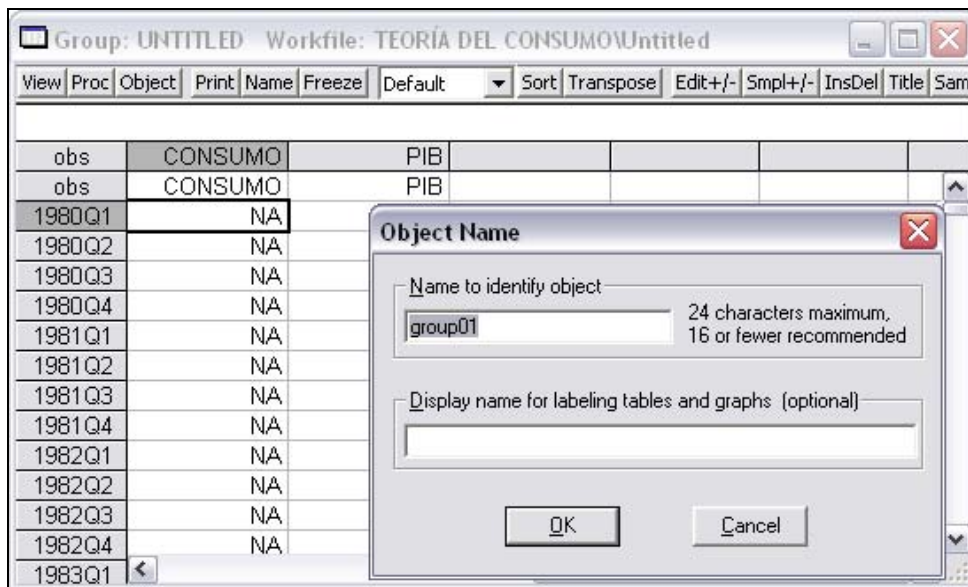 Group: UNTITLED Workfile: TEORÍA DEL CONSUMO\Untitled
View Proc Object Print Name Freeze Default Sort Transpose Edit+/- Smpl+/- InsDel Title Sam
obs CONSUMO PIB
obs CONSUMO PIB
1980Q1 NA
1980Q2 NA
1980Q3 NA
1980Q4 NA
1981Q1 NA
1981Q2 NA
1981Q3 NA
1981Q4 NA
1982Q1 NA
1982Q2 NA
1982Q3 NA
1982Q4 NA
1983Q1
Object Name
Name to identify object
group01
24 characters maximum,
16 or fewer recommended
Display name for labeling tables and graphs (optional)
OK Cancel